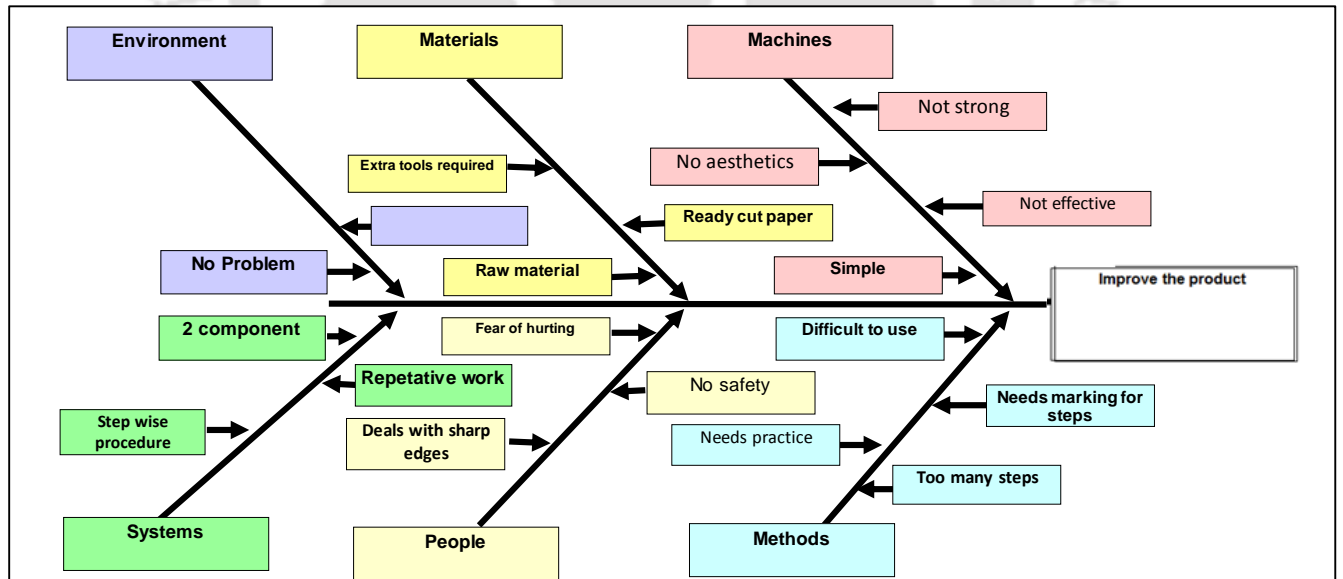 Environment
Materials
Machines
Not strong
No aesthetics
Extra tools required
Not effective
Ready cut paper
No Problem
Raw material
Simple
Improve the product
2 component
Fear of hurting
Difficult to use
Repetative work
No safety
Needs marking for
steps
Step wise
procedure
Deals with sharp
edges
Needs practice
Too many steps
Systems
People
Methods